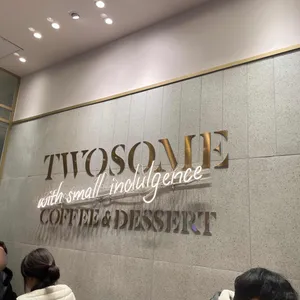 TWOSOME
with small indulgence
COFFEE & DESSERT